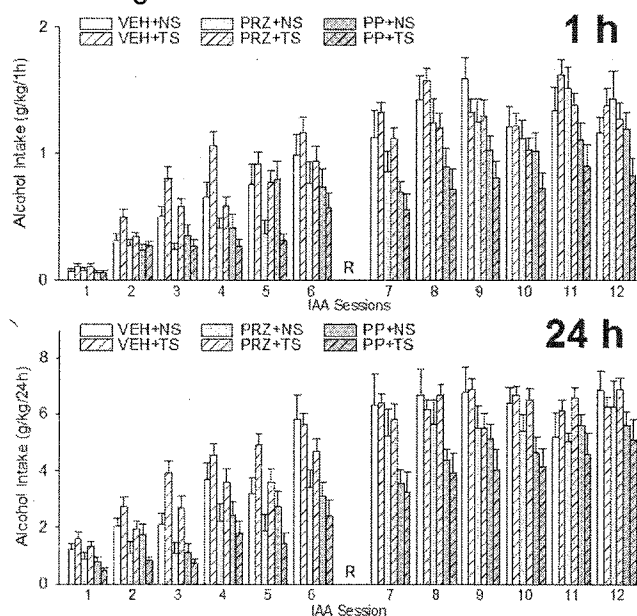 VEH+NS PRZ+NS PP+NS
VEH+TS PRZ+TS PP+TS
1 h
Alcohol Intake (g/kg/1h)
2
1
0
1 2 3 4 5 6 R 7 8 9 10 11 12
IAA Sessions IAA Sessions
VEH+NS PRZ+NS PP+NS
VEH+TS PRZ+TS PP+TS
24 h
Alcohol Intake (g/kg/24h)
8
6
4
2
0
1 2 3 4 5 6 R 7 8 9 10 11 12
IAA Session